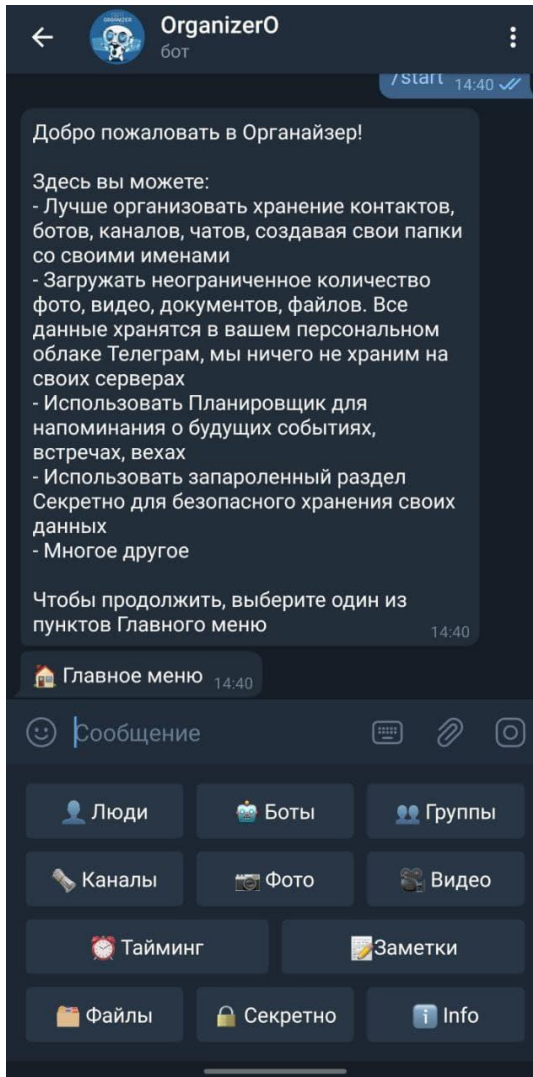 OrganizerO
бот
/start 14:40
Добро пожаловать в Органайзер!
Здесь вы можете:
- Лучше организовать хранение контактов,
ботов, каналов, чатов, создавая свои папки
со своими именами
- Загружать неограниченное количество
фото, видео, документов, файлов. Все
данные хранятся в вашем персональном
облаке Телеграм, мы ничего не храним на
своих серверах
- Использовать Планировщик для
напоминания о будущих событиях,
встречах, вехах
- Использовать запароленный раздел
Секретно для безопасного хранения своих
данных
- Многое другое
Чтобы продолжить, выберите один из
пунктов Главного меню 14:40
Главное меню 14:40
Сообщение
Люди Боты Группы
Каналы Фото Видео
Тайминг Заметки
Файлы Секретно Info